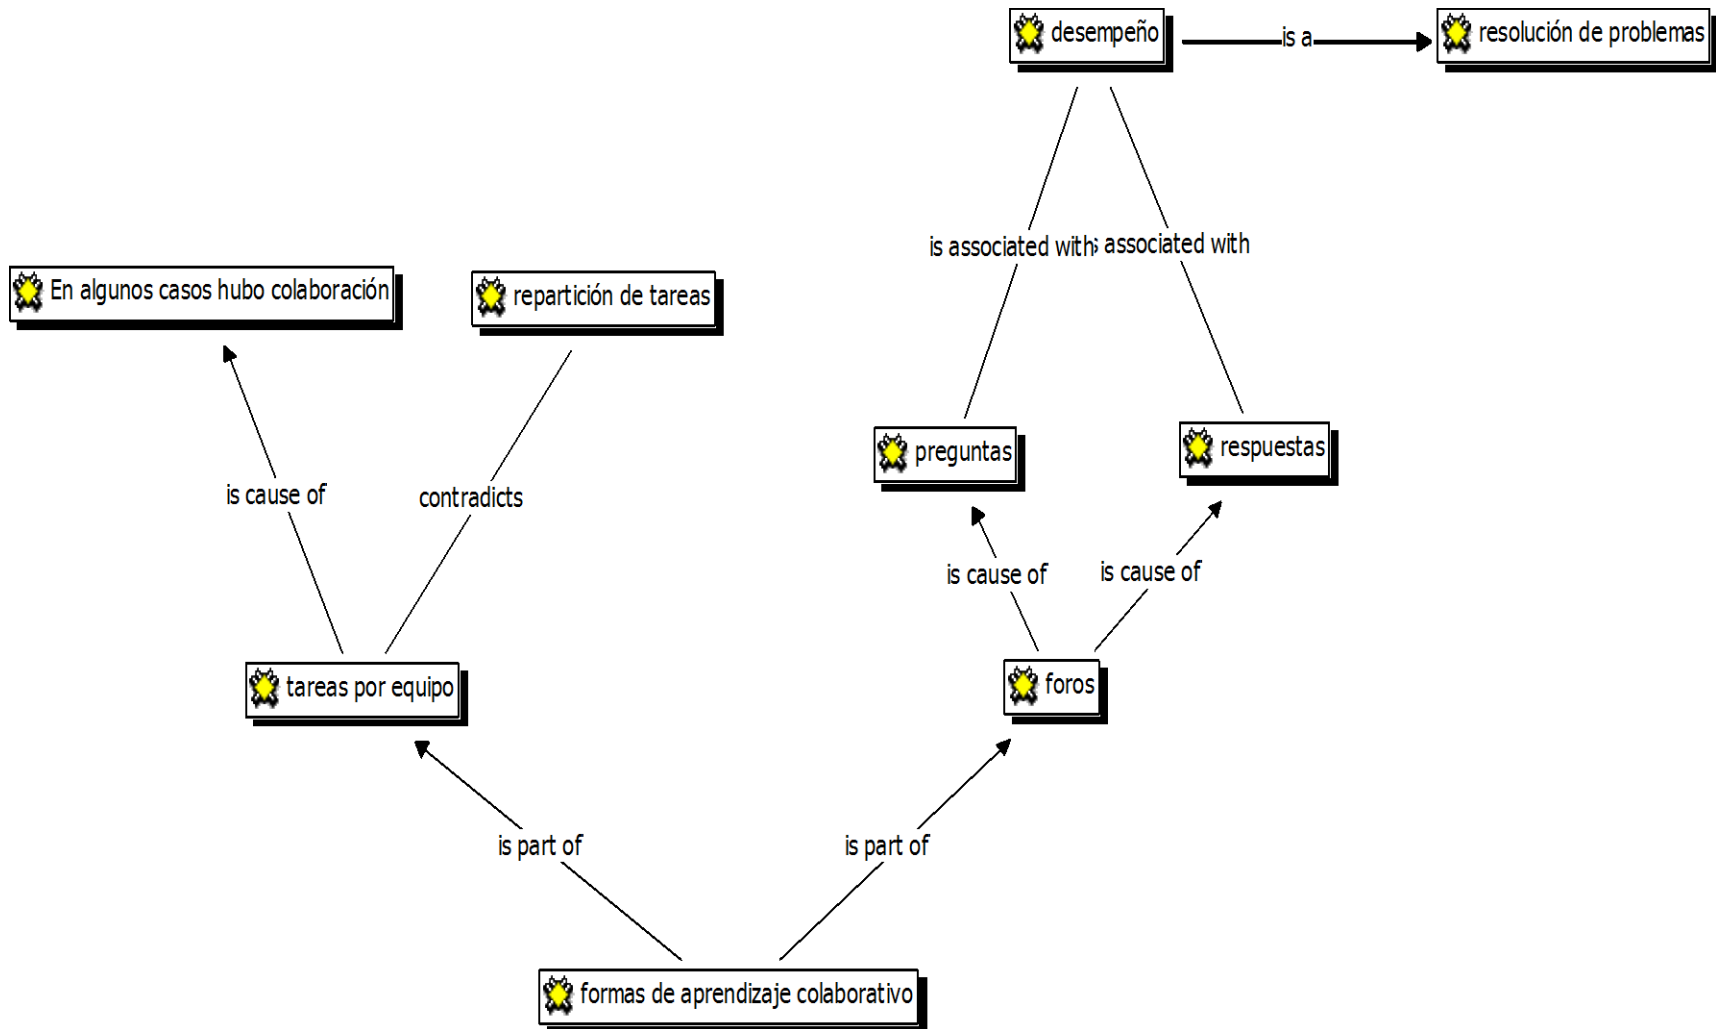 desempeño
is a
resolución de problemas
is associated with
associated with
En algunos casos hubo colaboración
repartición de tareas
preguntas
respuestas
is cause of
contradicts
is cause of
is cause of
tareas por equipo
foros
is part of
is part of
formas de aprendizaje colaborativo